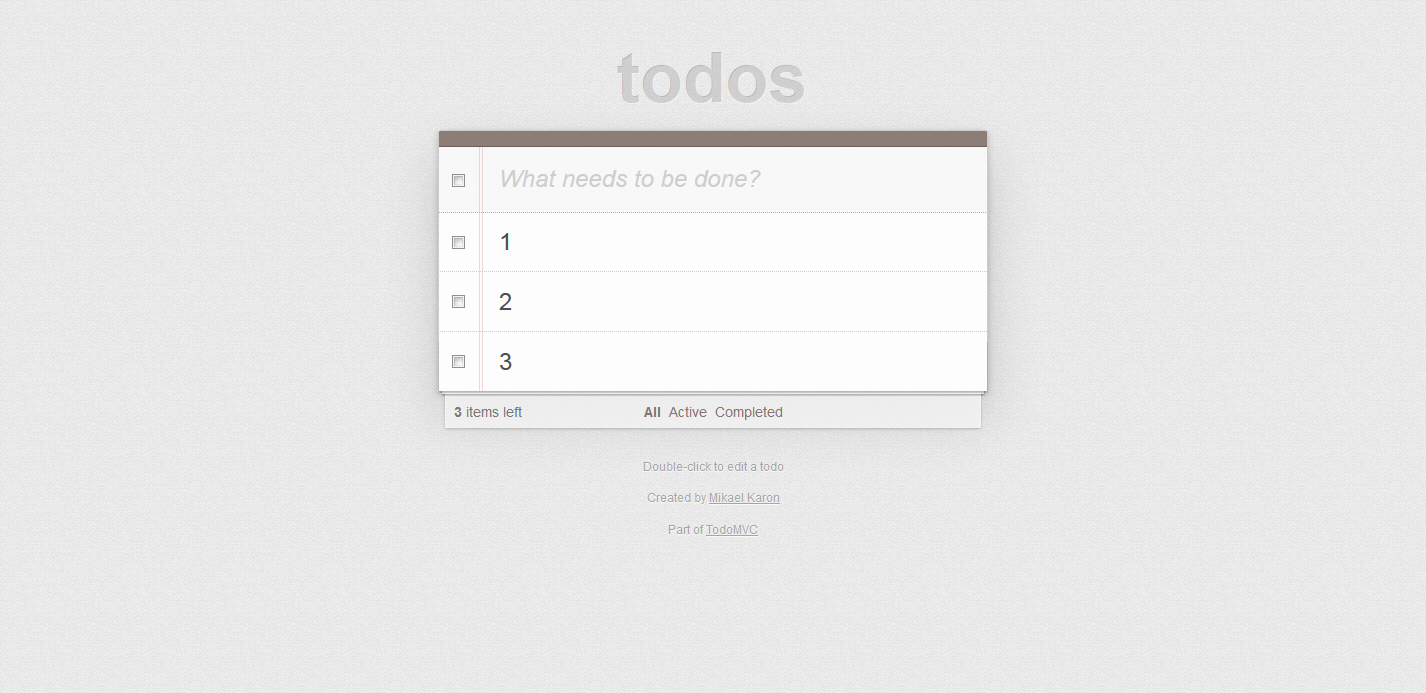 todos
What needs to be done?
1
2
3
3 items left All Active Completed
Double-click to edit a todo
Created by Mikael Karon
Part of TodoMVC